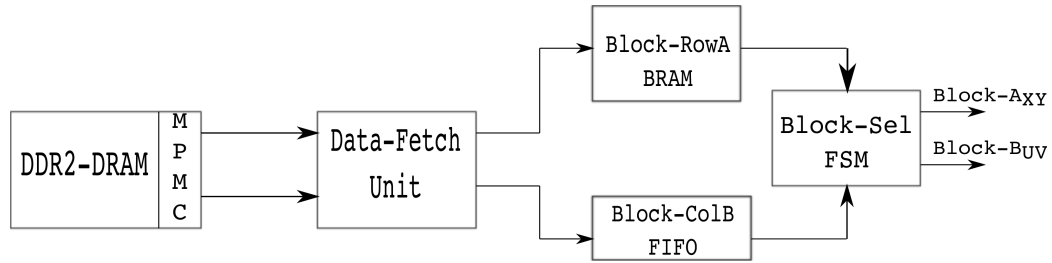 DDR2-DRAM
M
P
M
C
Data-Fetch
Unit
Block-RowA
BRAM
Block-ColB
FIFO
Block-Sel
FSM
Block-AXY
Block-BUV